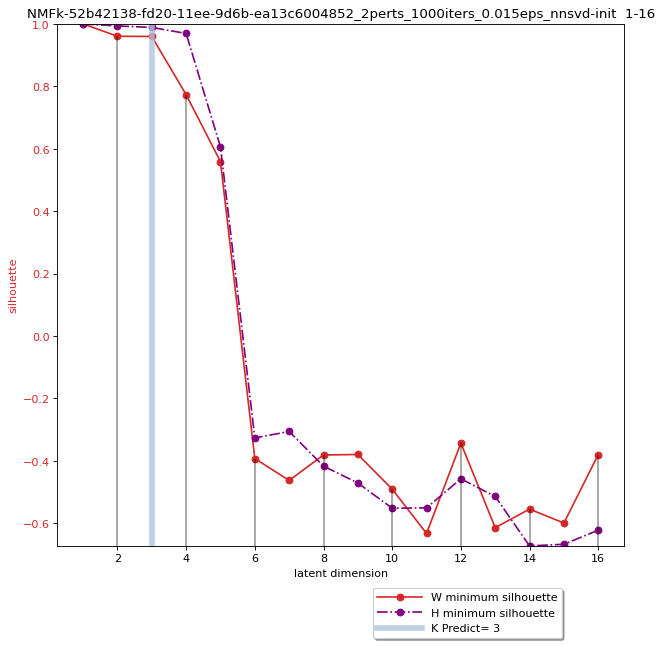 NMFk-52b42138-fd20-11ee-9d6b-ea13c6004852_2perts_1000iters_0.015eps_nnsvd-init  1-16
1.0
0.8
0.6
0.4
0.2
0.0
−0.2
−0.4
−0.6
silhouette
2 4 6 8 10 12 14 16
latent dimension
W minimum silhouette
H minimum silhouette
K Predict= 3